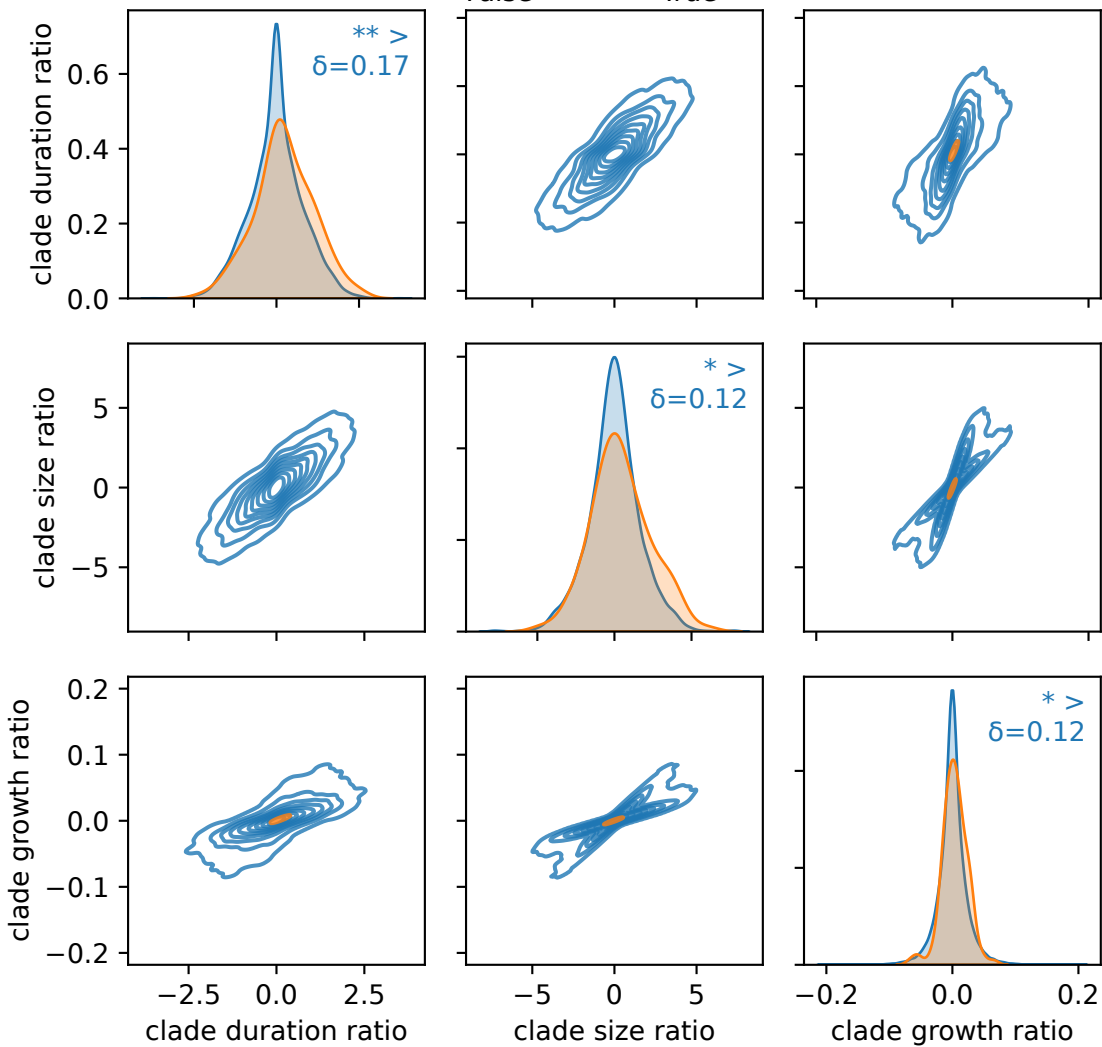 clade duration ratio
0.6
0.4
0.2
0.0
** >
δ=0.17
clade size ratio
5
0
−5
* >
δ=0.12
clade growth ratio
0.2
0.1
0.0
−0.1
−0.2
* >
δ=0.12
−2.5 0.0 2.5
−5 0 5
−0.2 0.0 0.2
clade duration ratio
clade size ratio
clade growth ratio